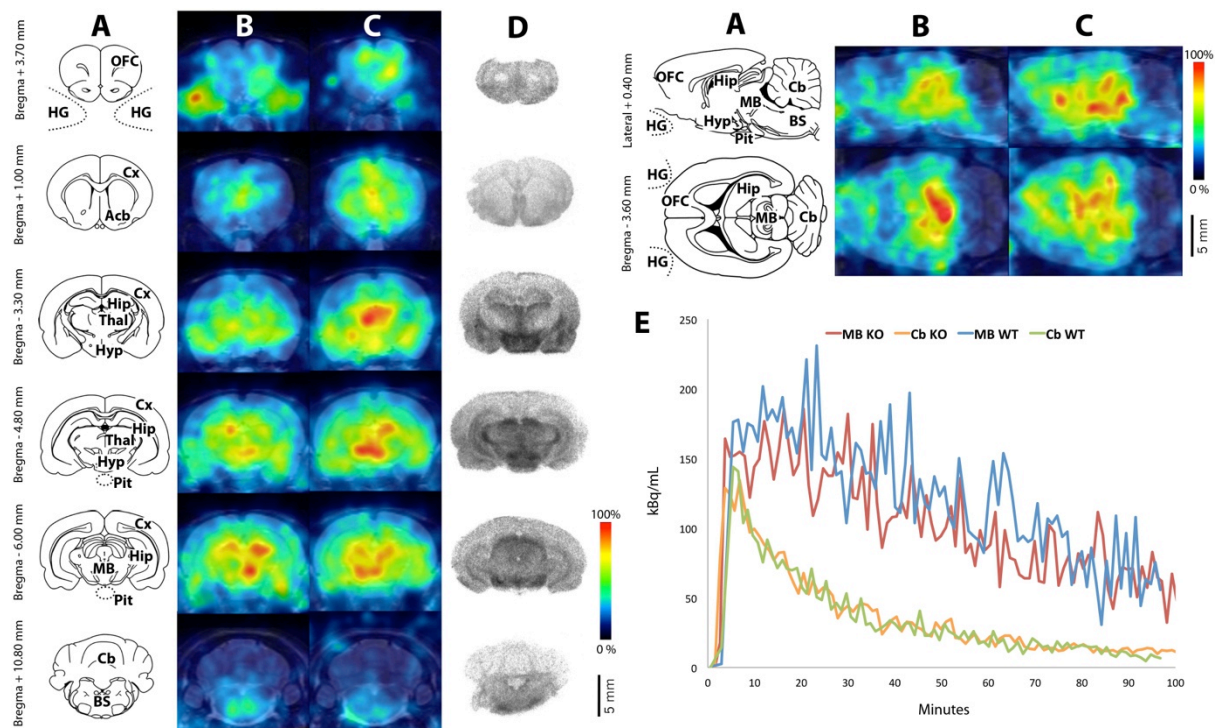 A
B
C
D
Bregma + 3.70 mm
OFC
HG
HG
Bregma + 1.00 mm
Cx
Acb
Bregma - 3.30 mm
Cx
Hip
Thal
Hyp
Bregma - 4.80 mm
Cx
Hip
Thal
Hyp
Pit
Bregma - 6.00 mm
Cx
Hip
MB
Pit
Bregma + 10.80 mm
Cb
BS
100%
0 %
5 mm
A
B
C
Lateral + 0.40 mm
OFC
Hip
Cb
MB
HG
Hyp
BS
Pit
Bregma - 3.60 mm
HG
Hip
OFC
MB
Cb
HG
100%
0 %
5 mm
E
kBq/mL
250
200
150
100
50
0
MB KO Cb KO MB WT Cb WT
0 10 20 30 40 50 60 70 80 90 100
Minutes